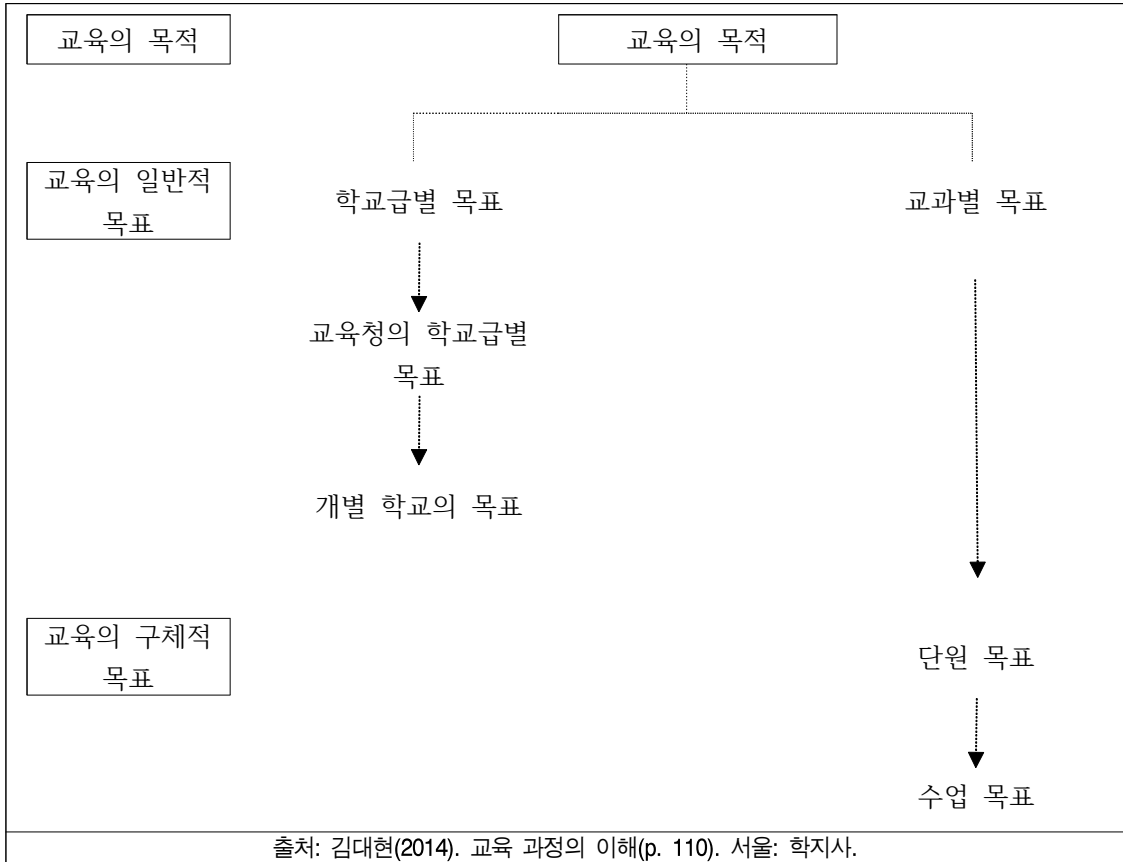 교육의 목적
교육의 목적
교육의 일반적
목표
학교급별 목표
교과별 목표
교육청의 학교급별
목표
개별 학교의 목표
교육의 구체적
목표
단원 목표
수업 목표
출처: 김대현(2014). 교육 과정의 이해(p. 110). 서울: 학지사.